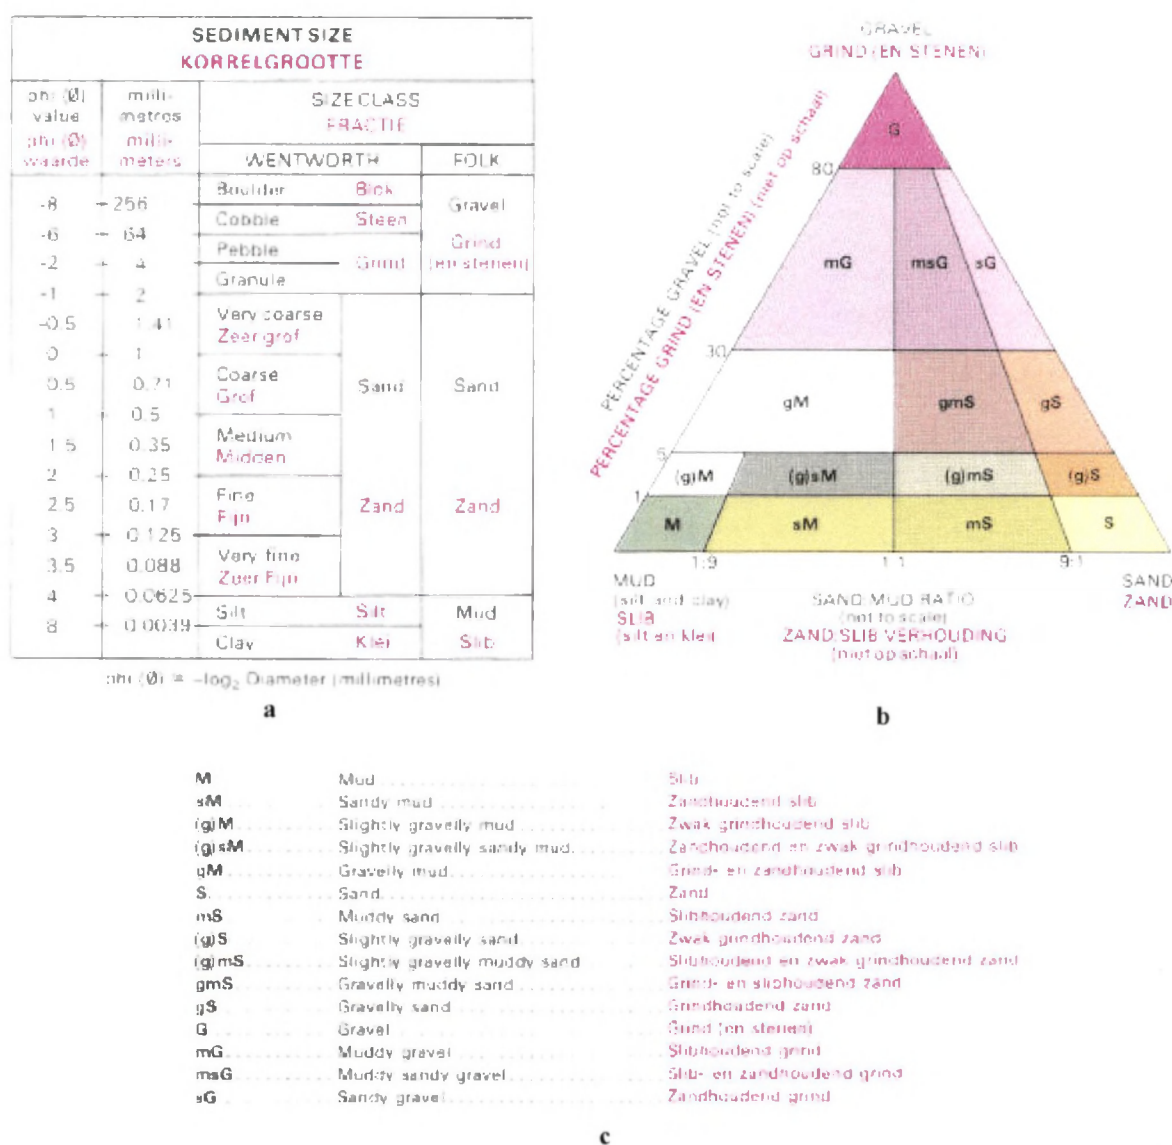 SEDIMENT SIZE
KORRELGROOTTE
phi (Ø) value
phi (Ø) waarde
milli-metres
milli-meters
SIZE CLASS
FRACTIE
WENTWORTH
FOLK
Boulder Blok
-8 256
Cobble Steen
Gravel
-6 64
Pebble
Grind
Grind
(en stenen)
-2 4
Granule
-1 2
Very coarse
Zeer grof
-0.5 1.41
0 1
Coarse
Grof
0.5 0.71
Sand
Sand
1 0.5
Medium
Midden
1.5 0.35
2 0.25
Fine
Fijn
2.5 0.17
Zand
Zand
3 0.125
Very fine
Zeer Fijn
3.5 0.088
4 0.0625
Silt Silt Mud
8 0.0039
Clay Klei Slib
phi (Ø) = -log2 Diameter (millimetres)
a
GRAVEL
GRIND (EN STENEN)
PERCENTAGE GRAVEL (not to scale)
PERCENTAGE GRIND (EN STENEN) (niet op schaal)
G
80
mG msG sG
30
gM gmS gS
5
(g)M (g)sM (g)mS (g)S
1
M sM mS S
1:9 1:1 9:1
MUD
(silt and clay)
SLIB
(silt en klei)
SAND:MUD RATIO
(not to scale)
ZAND:SLIB VERHOUDING
(niet op schaal)
SAND
ZAND
b
M Mud Slib
sM Sandy mud Zandhoudend slib
(g)M Slightly gravelly mud Zwak grindhoudend slib
(g)sM Slightly gravelly sandy mud Zandhoudend en zwak grindhoudend slib
gM Gravelly mud Grind- en zandhoudend slib
S Sand Zand
mS Muddy sand Slibhoudend zand
(g)S Slightly gravelly sand Zwak grindhoudend zand
(g)mS Slightly gravelly muddy sand Slibhoudend en zwak grindhoudend zand
gmS Gravelly muddy sand Grind- en slibhoudend zand
gS Gravelly sand Grindhoudend zand
G Gravel Grind (en stenen)
mG Muddy gravel Slibhoudend grind
msG Muddy sandy gravel Slib- en zandhoudend grind
sG Sandy gravel Zandhoudend grind
c